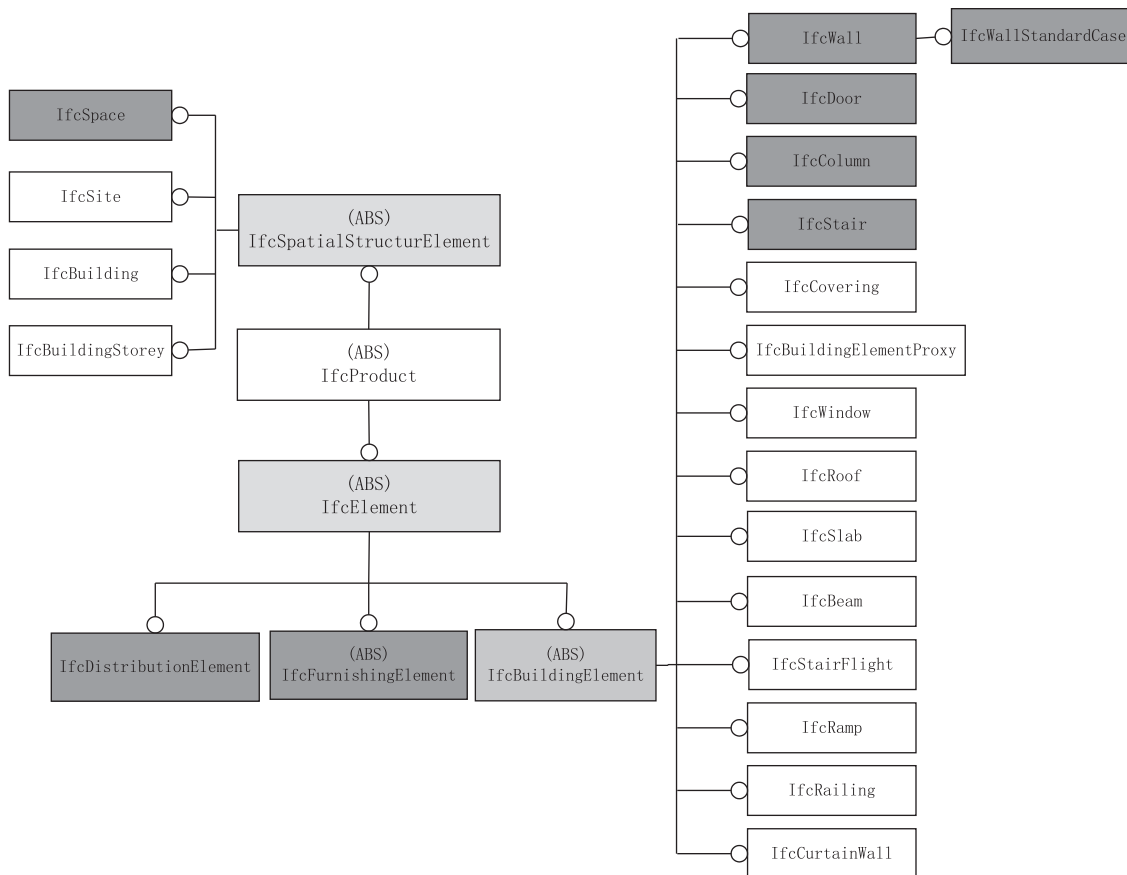 IfcSpace
IfcSite
IfcBuilding
IfcBuildingStorey
(ABS)
IfcSpatialStructurElement
(ABS)
IfcProduct
(ABS)
IfcElement
IfcDistributionElement
(ABS)
IfcFurnishingElement
(ABS)
IfcBuildingElement
IfcWall
IfcWallStandardCase
IfcDoor
IfcColumn
IfcStair
IfcCovering
IfcBuildingElementProxy
IfcWindow
IfcRoof
IfcSlab
IfcBeam
IfcStairFlight
IfcRamp
IfcRailing
IfcCurtainWall